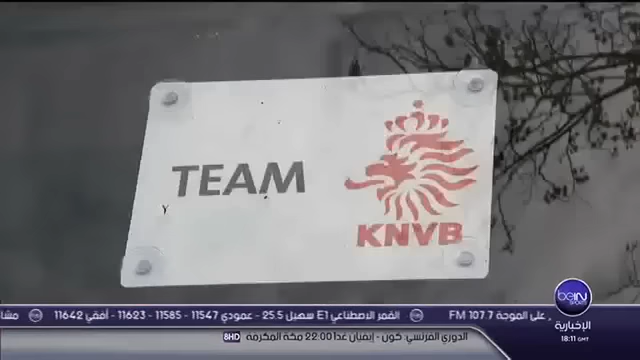 TEAM
KNVB
مشا القمر الاصطناعي E1 سهيل 25.5 - عمودي 11547 - 11585 - 11623 - أفقي 11642 على الموجة FM 107.7
beIN
SPORTS
الإخبارية
18:11 GMT
الدوري الفرنسي: كون - إيفيان غدا 22:00 مكة المكرمة 8HD